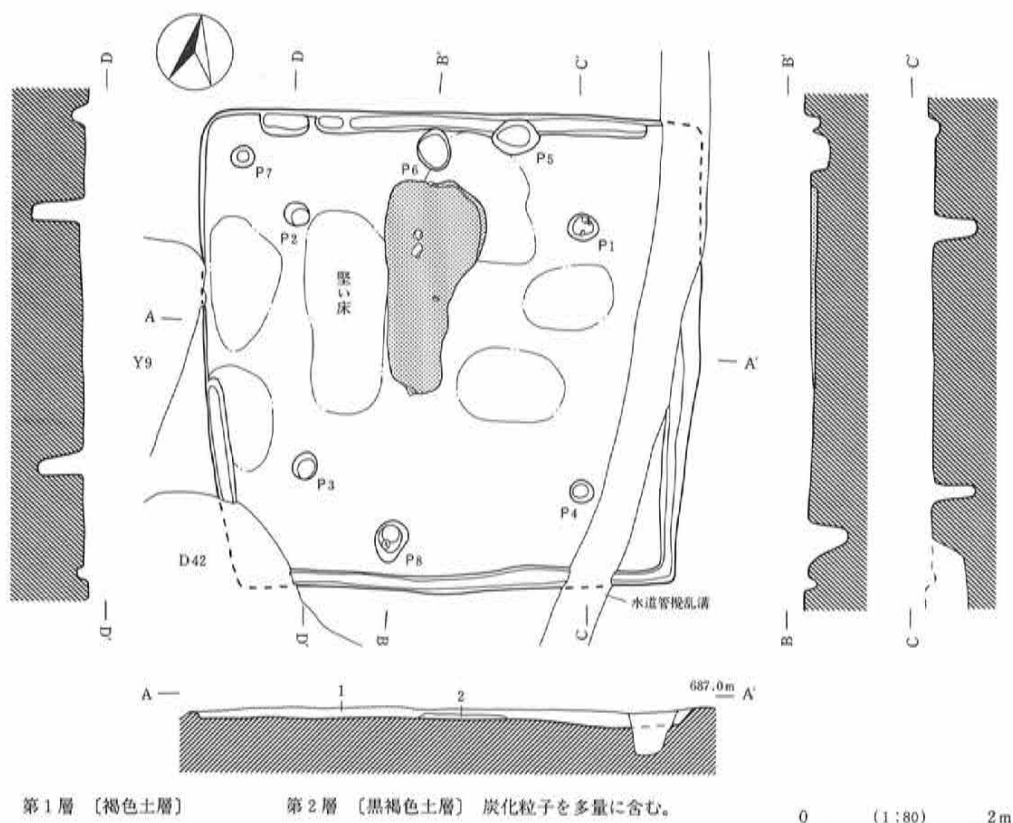 D
D
B'
C'
B'
C'
P7
P6
P5
P2
P1
堅い床
A
Y9
A'
P3
P4
D42
P8
水道管攪乱溝
D'
D'
B
C
B
C
A
1
2
687.0m
A'
第1層 〔褐色土層〕 第2層 〔黒褐色土層〕 炭化粒子を多量に含む。
0 (1:80) 2m